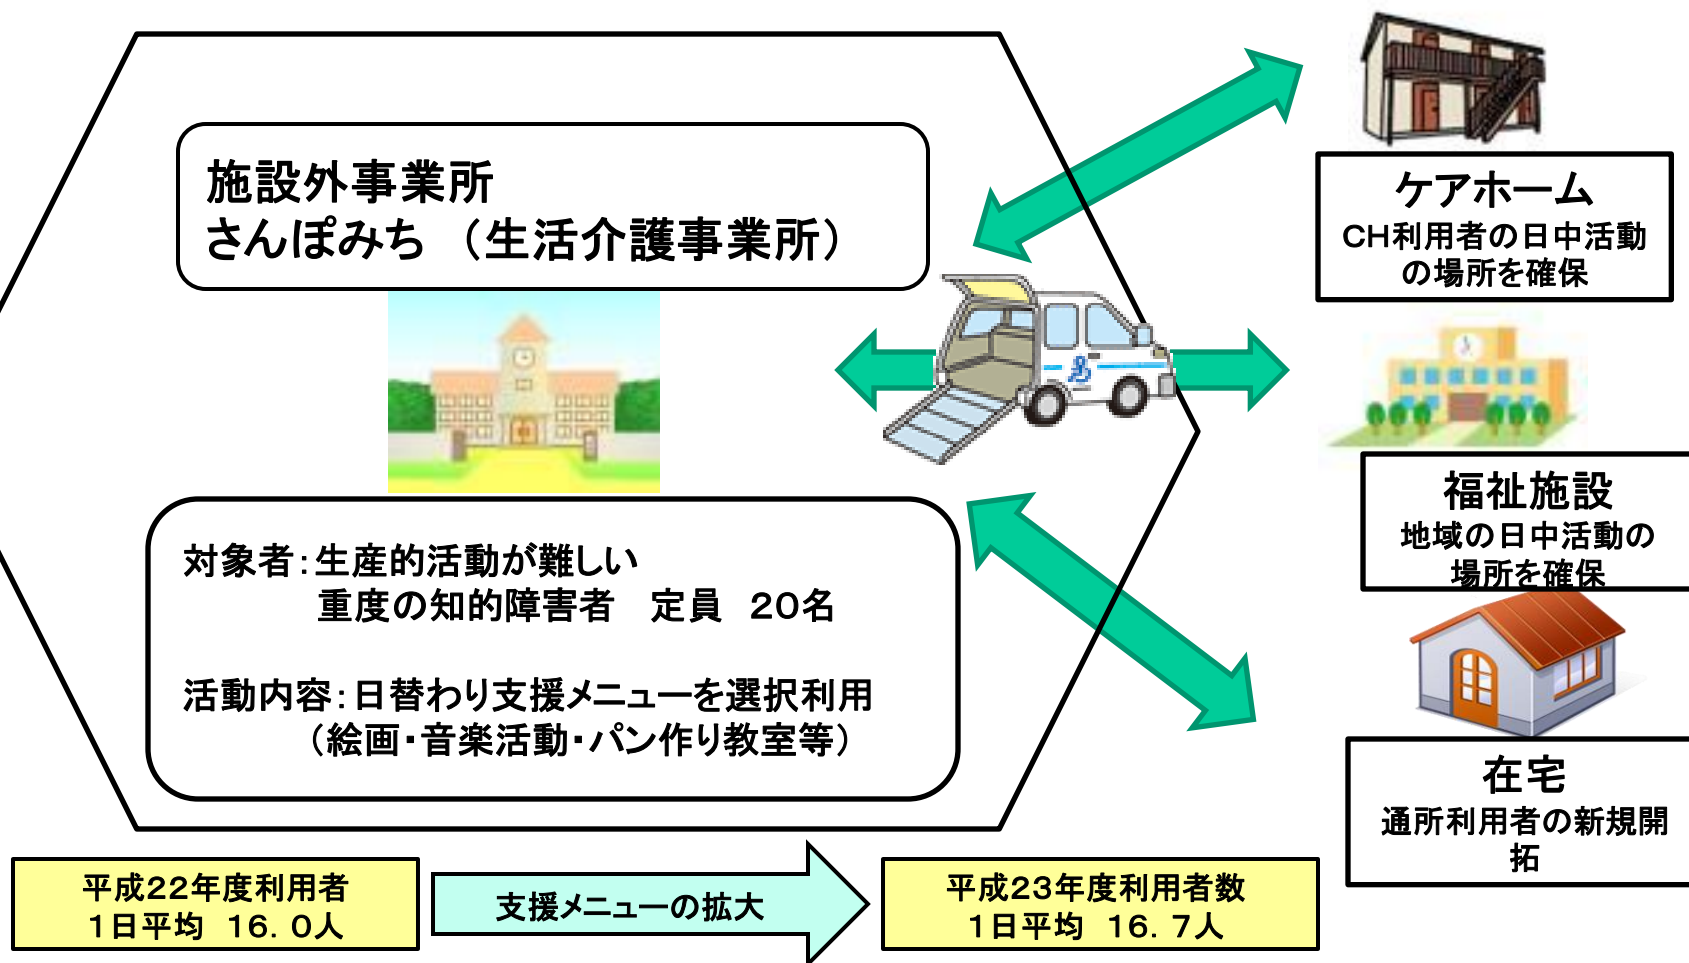 施設外事業所
さんぽみち （生活介護事業所）
ケアホーム
CH利用者の日中活動
の場所を確保
福祉施設
地域の日中活動の
場所を確保
対象者：生産的活動が難しい
重度の知的障害者　定員　２０名
活動内容：日替わり支援メニューを選択利用
（絵画・音楽活動・パン作り教室等）
在宅
通所利用者の新規開
拓
平成２２年度利用者
１日平均　１６．０人
支援メニューの拡大
平成２３年度利用者数
１日平均　１６．７人